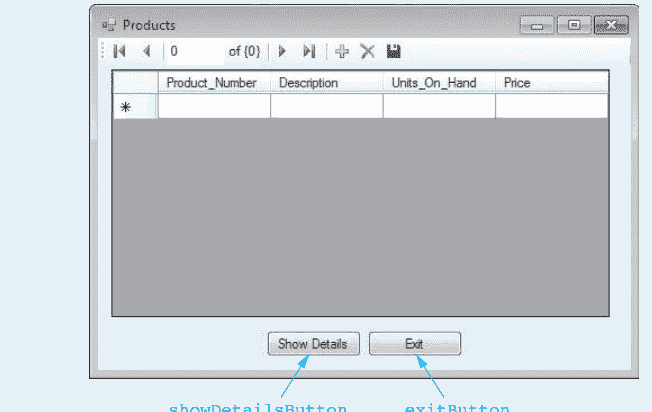 Products
0 of {0}
Product_Number Description Units_On_Hand Price
*
Show Details Exit
showDetailsButton exitButton